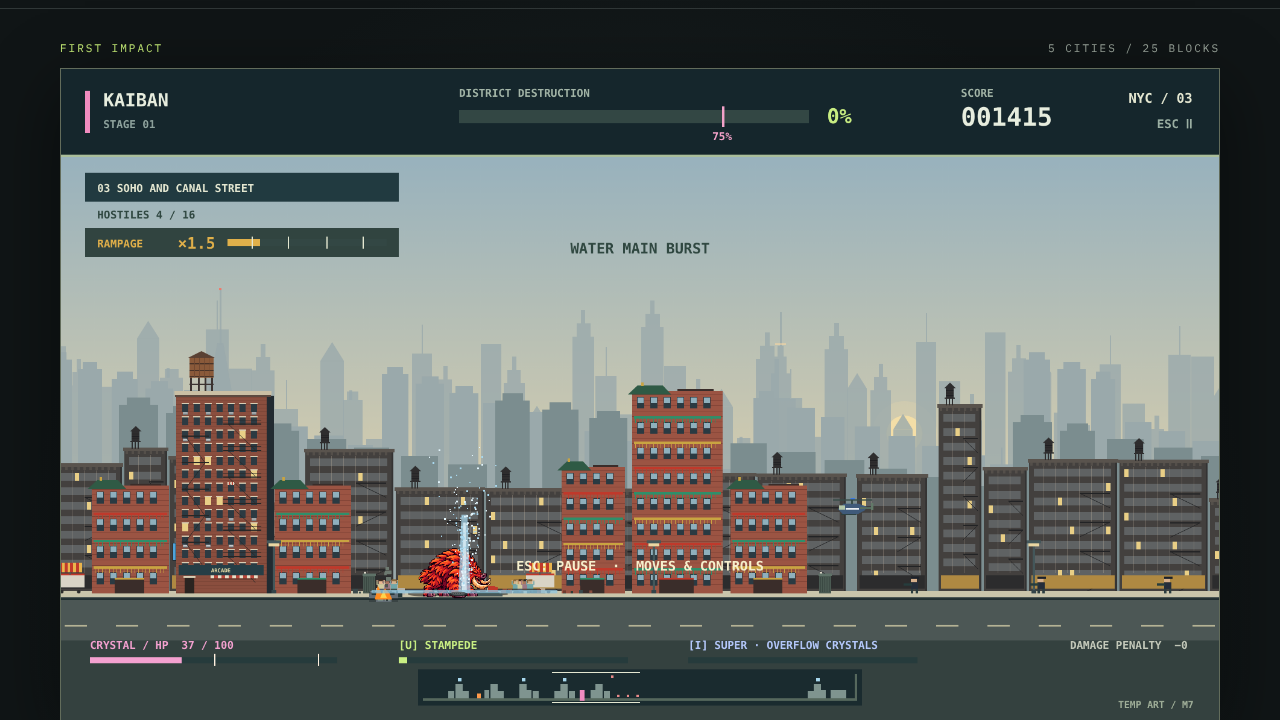 FIRST IMPACT
5 CITIES / 25 BLOCKS
KAIBAN
STAGE 01
DISTRICT DESTRUCTION
0%
75%
SCORE
001415
NYC / 03
ESC II
03 SOHO AND CANAL STREET
HOSTILES 4 / 16
RAMPAGE ×1.5
WATER MAIN BURST
ARCADE
ESC: PAUSE · MOVES & CONTROLS
CRYSTAL / HP 37 / 100
[U] STAMPEDE
[I] SUPER · OVERFLOW CRYSTALS
DAMAGE PENALTY −0
TEMP ART / M7